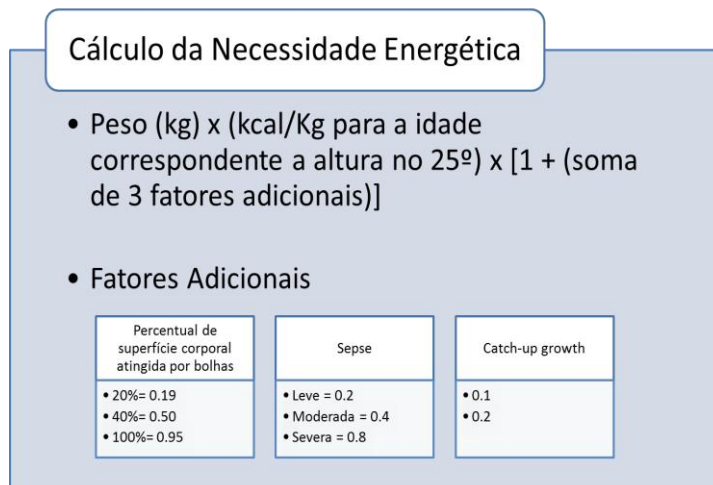 Cálculo da Necessidade Energética
• Peso (kg) x (kcal/Kg para a idade
correspondente a altura no 25º) x [1 + (soma
de 3 fatores adicionais)]
• Fatores Adicionais
Percentual de
superfície corporal
atingida por bolhas
• 20%= 0.19
• 40%= 0.50
• 100%= 0.95
Sepse
• Leve = 0.2
• Moderada = 0.4
• Severa = 0.8
Catch-up growth
• 0.1
• 0.2